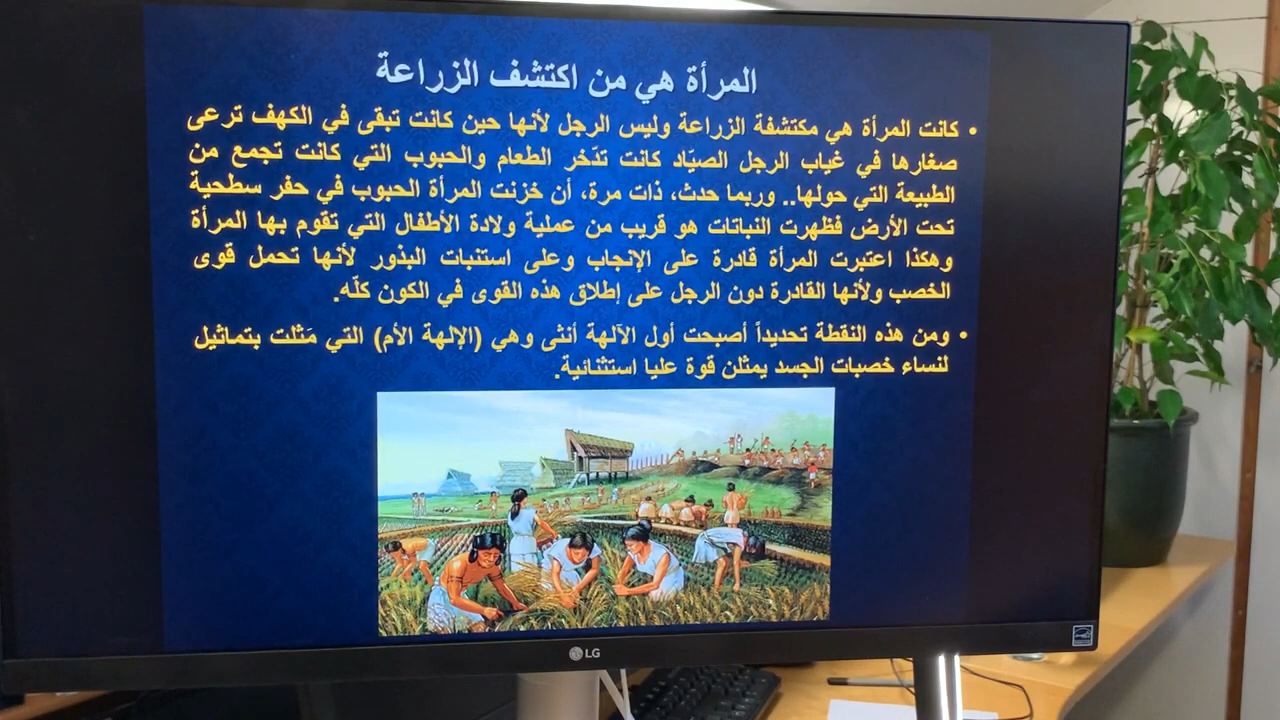 المرأة هي من اكتشف الزراعة
• كانت المرأة هي مكتشفة الزراعة وليس الرجل لأنها حين كانت تبقى في الكهف ترعى
صغارها في غياب الرجل الصيّاد كانت تدّخر الطعام والحبوب التي كانت تجمع من
الطبيعة التي حولها.. وربما حدث، ذات مرة، أن خزنت المرأة الحبوب في حفر سطحية
تحت الأرض فظهرت النباتات هو قريب من عملية ولادة الأطفال التي تقوم بها المرأة
وهكذا اعتبرت المرأة قادرة على الإنجاب وعلى استنبات البذور لأنها تحمل قوى
الخصب ولأنها القادرة دون الرجل على إطلاق هذه القوى في الكون كلّه.
• ومن هذه النقطة تحديداً أصبحت أول الآلهة أنثى وهي (الإلهة الأم) التي مَثلت بتماثيل
لنساء خصبات الجسد يمثلن قوة عليا استثنائية.
LG